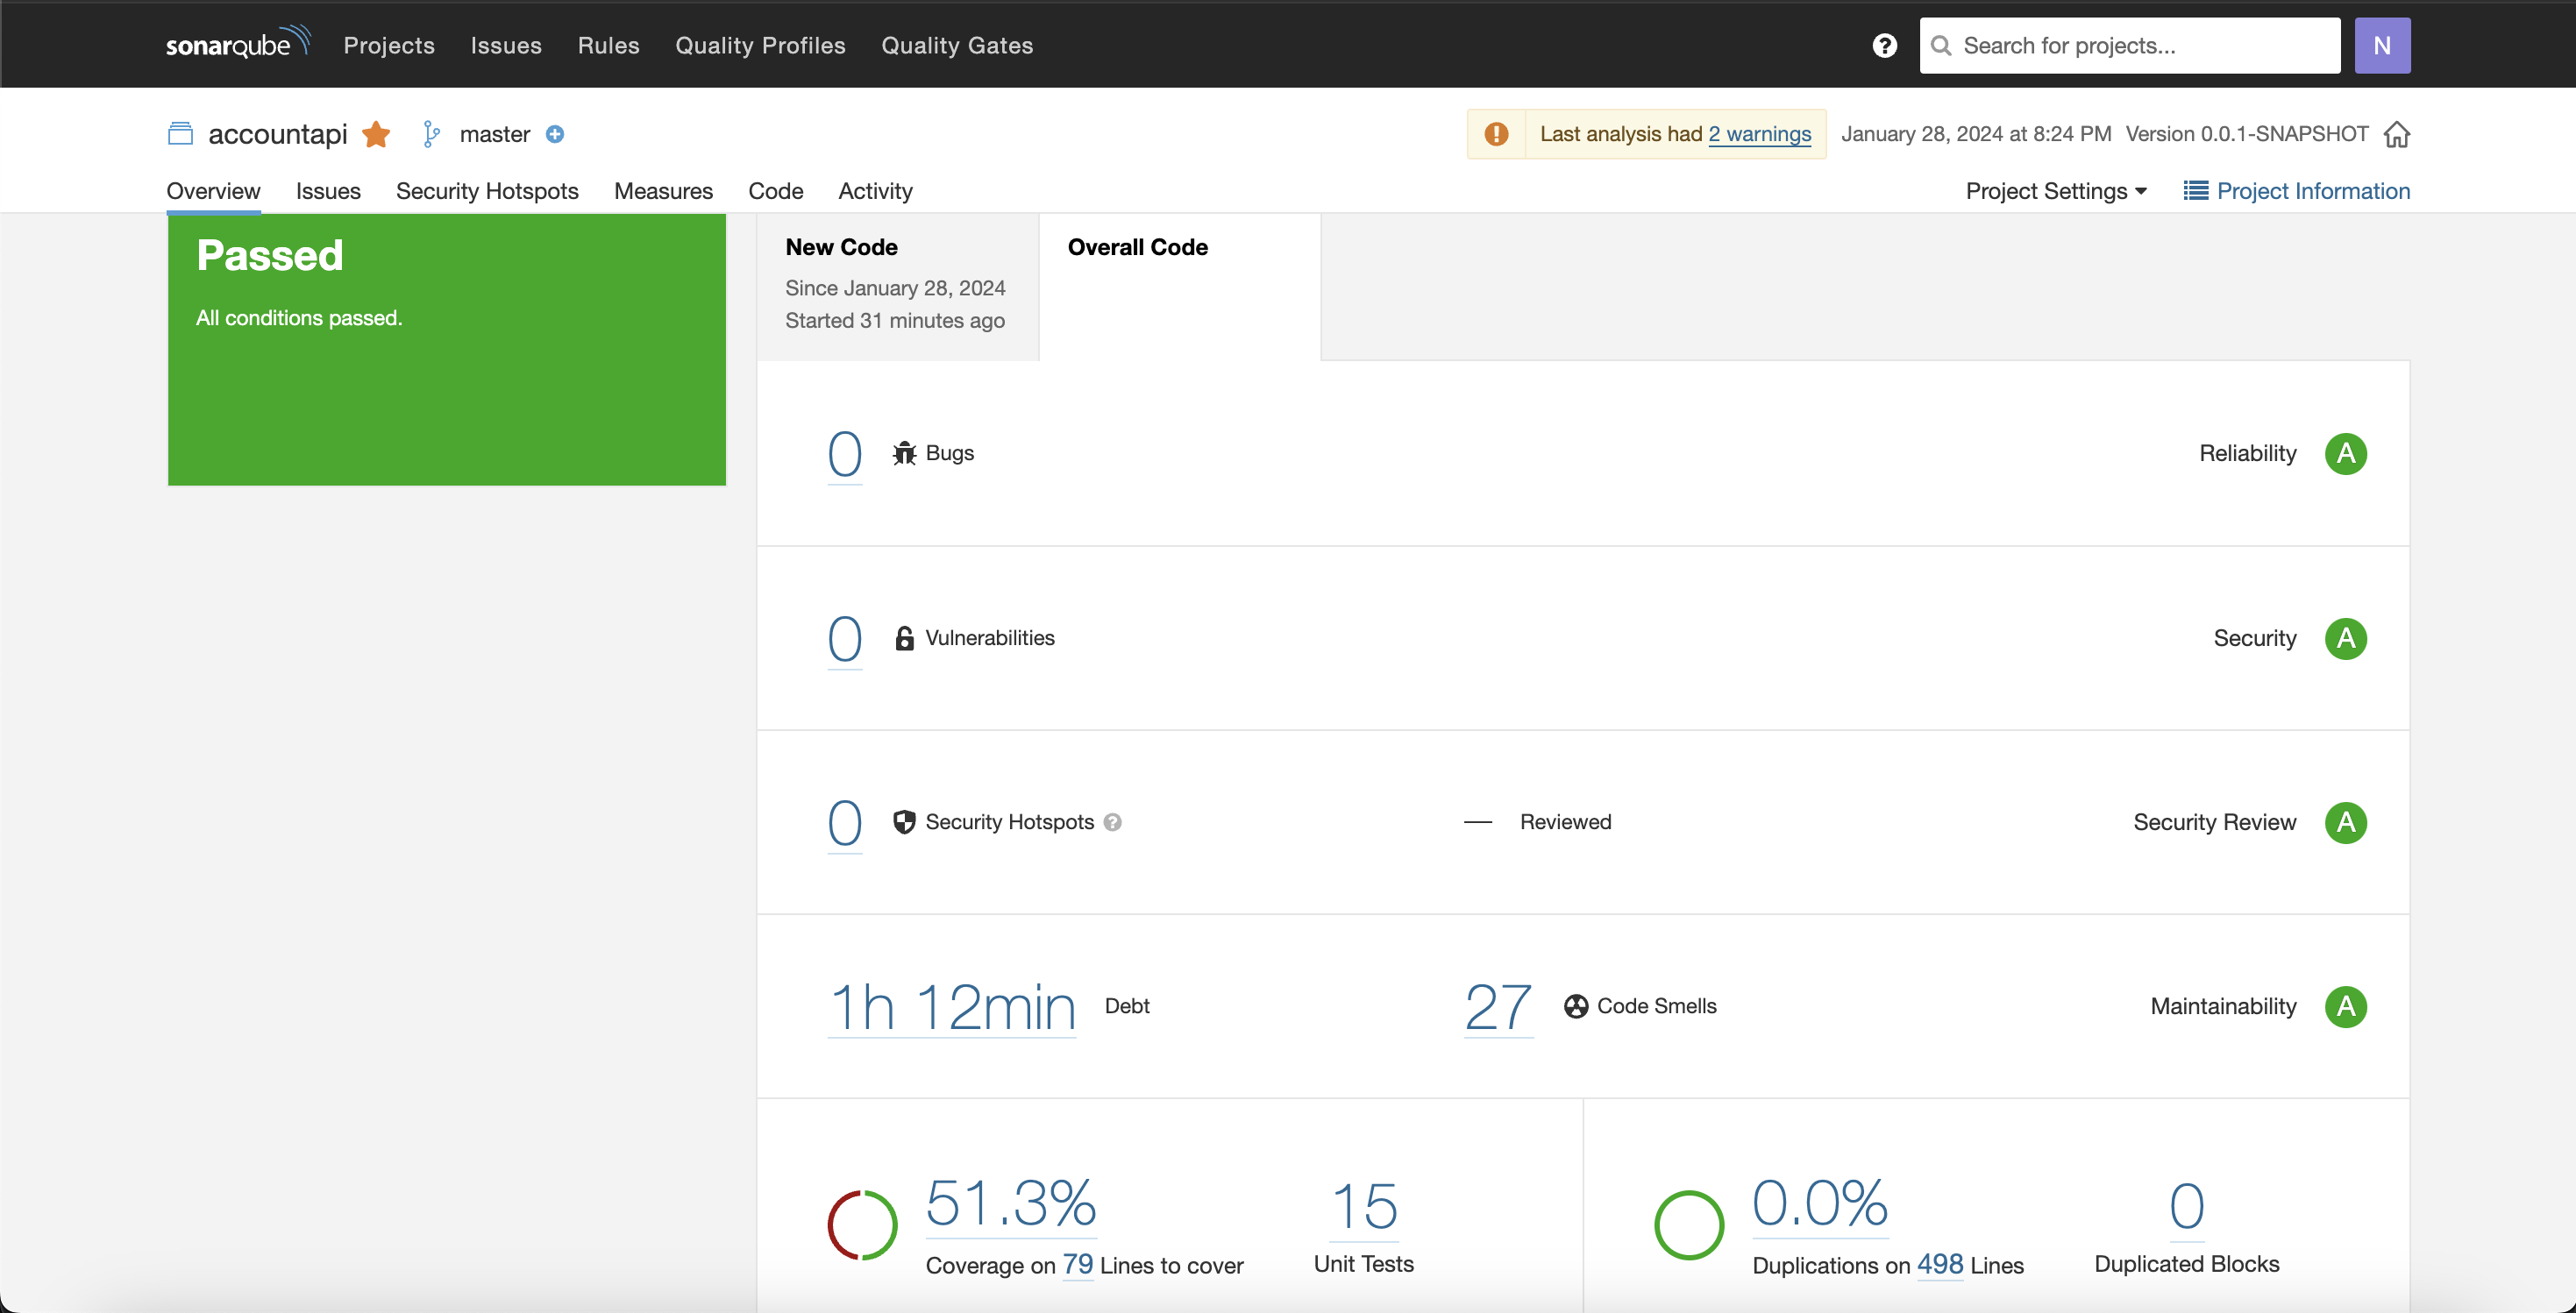 sonarqube Projects Issues Rules Quality Profiles Quality Gates ? Search for projects... N
accountapi master Last analysis had 2 warnings January 28, 2024 at 8:24 PM Version 0.0.1-SNAPSHOT
Overview Issues Security Hotspots Measures Code Activity Project Settings Project Information
Passed
All conditions passed.
New Code
Since January 28, 2024
Started 31 minutes ago
Overall Code
0 Bugs Reliability A
0 Vulnerabilities Security A
0 Security Hotspots ? — Reviewed Security Review A
1h 12min Debt 27 Code Smells Maintainability A
51.3%
Coverage on 79 Lines to cover
15
Unit Tests
0.0%
Duplications on 498 Lines
0
Duplicated Blocks